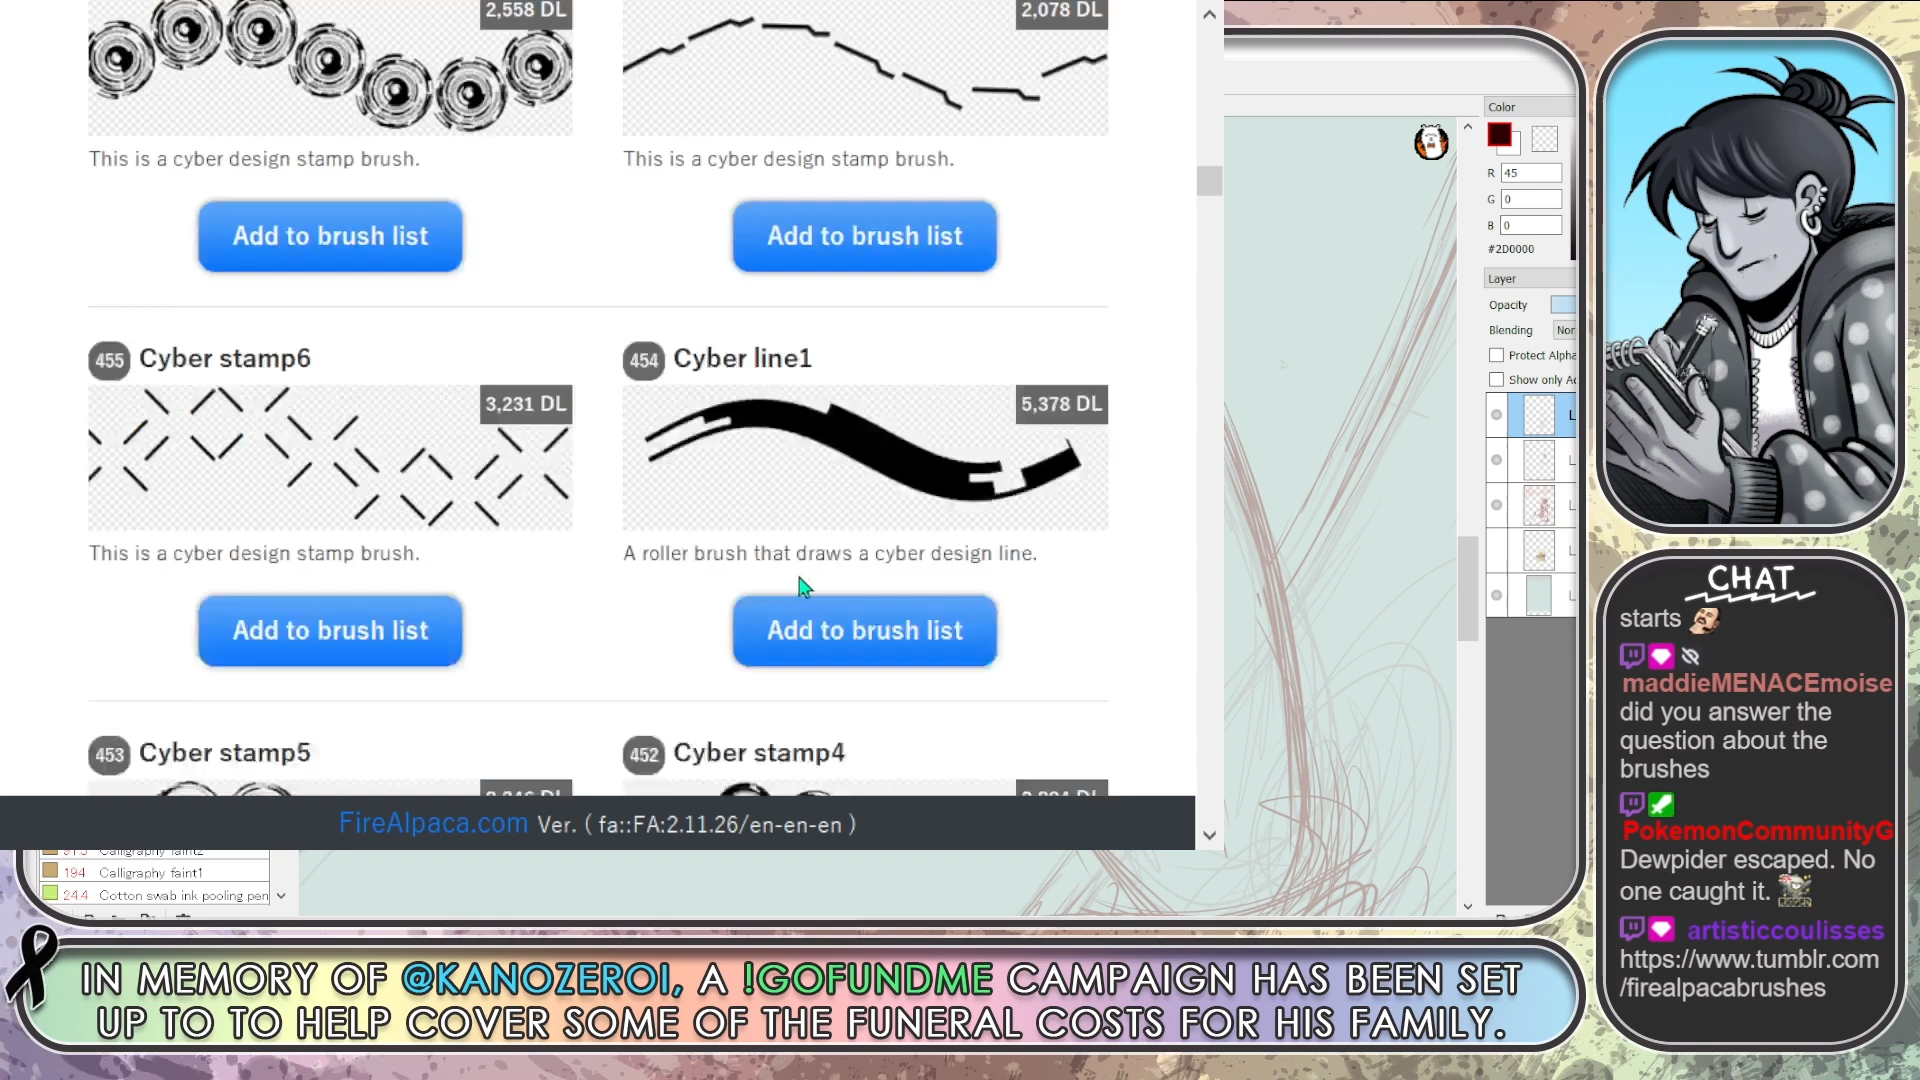 2,558 DL
2,078 DL
This is a cyber design stamp brush.
This is a cyber design stamp brush.
Add to brush list
Add to brush list
455 Cyber stamp6
454 Cyber line1
3,231 DL
5,378 DL
This is a cyber design stamp brush.
A roller brush that draws a cyber design line.
Add to brush list
Add to brush list
453 Cyber stamp5
452 Cyber stamp4
FireAlpaca.com Ver. ( fa::FA:2.11.26/en-en-en )
Calligraphy faint2
194 Calligraphy faint1
24.4 Cotton swab ink pooling pen
Color
R 45
G 0
B 0
#2D0000
Layer
Opacity
Blending Nor
Protect Alpha
Show only Ad
CHAT
starts
maddieMENACEmoise
did you answer the
question about the
brushes
PokemonCommunityG
Dewpider escaped. No
one caught it.
artisticcoulisses
https://www.tumblr.com
/firealpacabrushes
IN MEMORY OF @KANOZEROI, A !GOFUNDME CAMPAIGN HAS BEEN SET
UP TO TO HELP COVER SOME OF THE FUNERAL COSTS FOR HIS FAMILY.